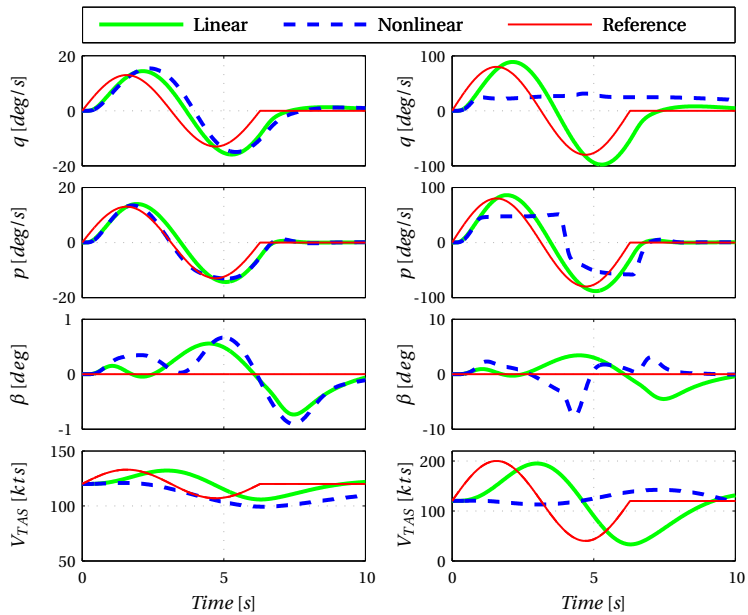 Linear Nonlinear Reference
20
0
-20
q [deg/s]
100
0
-100
q [deg/s]
20
0
-20
p [deg/s]
100
0
-100
p [deg/s]
1
0
-1
β [deg]
10
0
-10
β [deg]
150
100
50
V_TAS [kts]
0 5 10
Time [s]
200
100
0
V_TAS [kts]
0 5 10
Time [s]